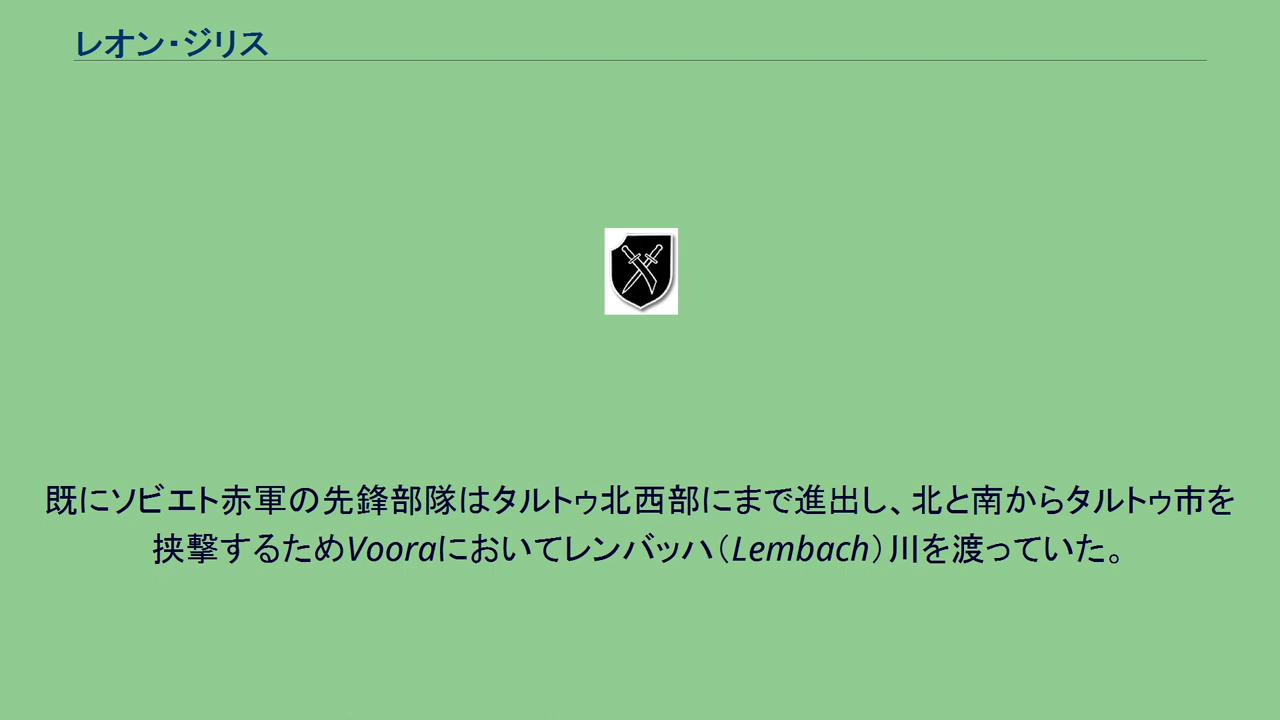 レオン・ジリス
既にソビエト赤軍の先鋒部隊はタルトゥ北西部にまで進出し、北と南からタルトゥ市を
挟撃するためVooraにおいてレンバッハ（Lembach）川を渡っていた。